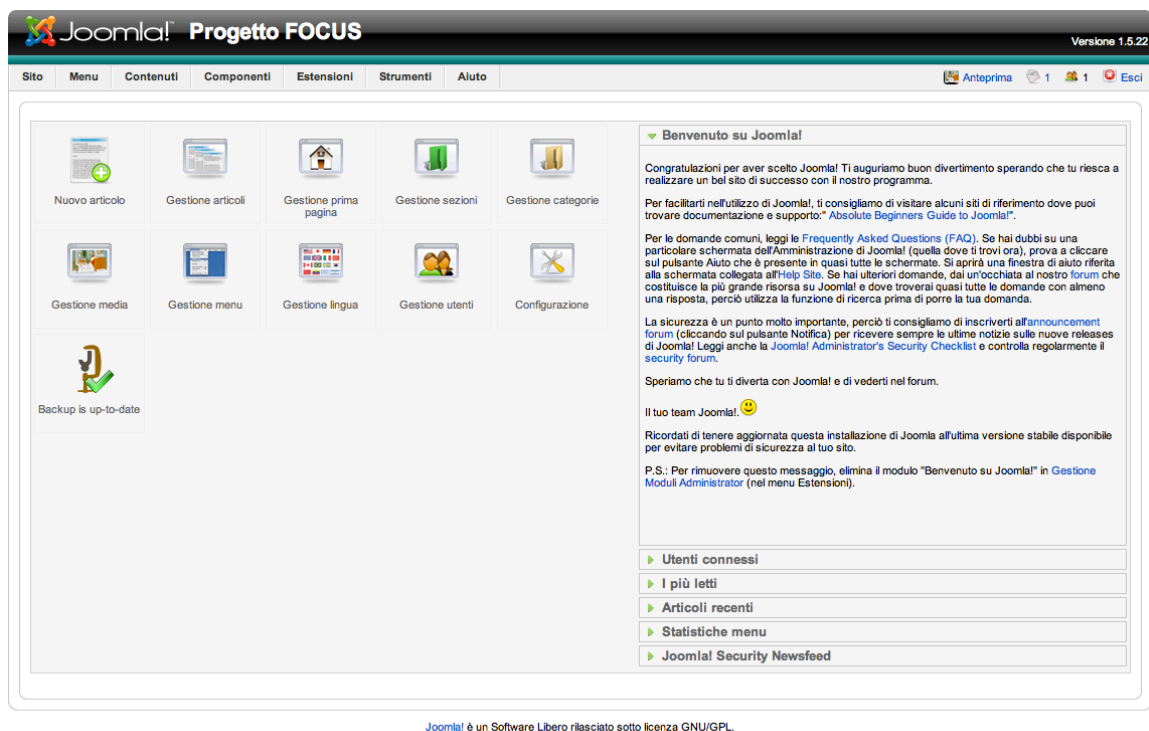 Joomla!™ Progetto FOCUS
Versione 1.5.22
Sito Menu Contenuti Componenti Estensioni Strumenti Aiuto Anteprima 1 1 Esci
Nuovo articolo Gestione articoli Gestione prima pagina Gestione sezioni Gestione categorie
Gestione media Gestione menu Gestione lingua Gestione utenti Configurazione
Backup is up-to-date
Benvenuto su Joomla!
Congratulazioni per aver scelto Joomla! Ti auguriamo buon divertimento sperando che tu riesca a
realizzare un bel sito di successo con il nostro programma.
Per facilitarti nell'utilizzo di Joomla!, ti consigliamo di visitare alcuni siti di riferimento dove puoi
trovare documentazione e supporto:" Absolute Beginners Guide to Joomla!".
Per le domande comuni, leggi le Frequently Asked Questions (FAQ). Se hai dubbi su una
particolare schermata dell'Amministrazione di Joomla! (quella dove ti trovi ora), prova a cliccare
sul pulsante Aiuto che è presente in quasi tutte le schermate. Si aprirà una finestra di aiuto riferita
alla schermata collegata all'Help Site. Se hai ulteriori domande, dai un'occhiata al nostro forum che
costituisce la più grande risorsa su Joomla! e dove troverai quasi tutte le domande con almeno
una risposta, perciò utilizza la funzione di ricerca prima di porre la tua domanda.
La sicurezza è un punto molto importante, perciò ti consigliamo di inscriverti all'announcement
forum (cliccando sul pulsante Notifica) per ricevere sempre le ultime notizie sulle nuove releases
di Joomla! Leggi anche la Joomla! Administrator's Security Checklist e controlla regolarmente il
security forum.
Speriamo che tu ti diverta con Joomla! e di vederti nel forum.
Il tuo team Joomla!.
Ricordati di tenere aggiornata questa installazione di Joomla all'ultima versione stabile disponibile
per evitare problemi di sicurezza al tuo sito.
P.S.: Per rimuovere questo messaggio, elimina il modulo "Benvenuto su Joomla!" in Gestione
Moduli Administrator (nel menu Estensioni).
Utenti connessi
I più letti
Articoli recenti
Statistiche menu
Joomla! Security Newsfeed
Joomla! è un Software Libero rilasciato sotto licenza GNU/GPL.